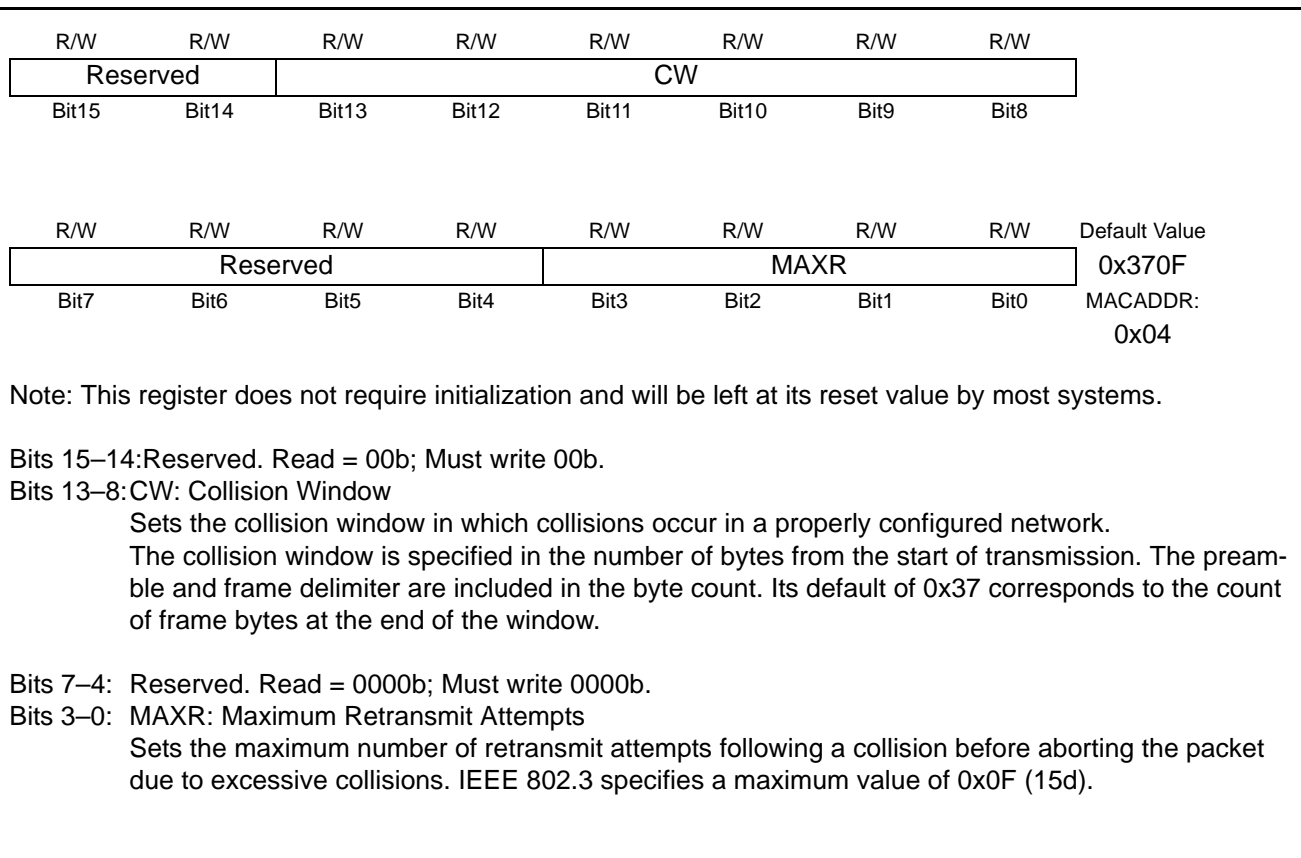 R/W R/W R/W R/W R/W R/W R/W R/W
Reserved CW
Bit15 Bit14 Bit13 Bit12 Bit11 Bit10 Bit9 Bit8
R/W R/W R/W R/W R/W R/W R/W R/W Default Value
Reserved MAXR 0x370F
Bit7 Bit6 Bit5 Bit4 Bit3 Bit2 Bit1 Bit0 MACADDR:
0x04
Note: This register does not require initialization and will be left at its reset value by most systems.
Bits 15–14:Reserved. Read = 00b; Must write 00b.
Bits 13–8:CW: Collision Window
Sets the collision window in which collisions occur in a properly configured network.
The collision window is specified in the number of bytes from the start of transmission. The pream-
ble and frame delimiter are included in the byte count. Its default of 0x37 corresponds to the count
of frame bytes at the end of the window.
Bits 7–4: Reserved. Read = 0000b; Must write 0000b.
Bits 3–0: MAXR: Maximum Retransmit Attempts
Sets the maximum number of retransmit attempts following a collision before aborting the packet
due to excessive collisions. IEEE 802.3 specifies a maximum value of 0x0F (15d).